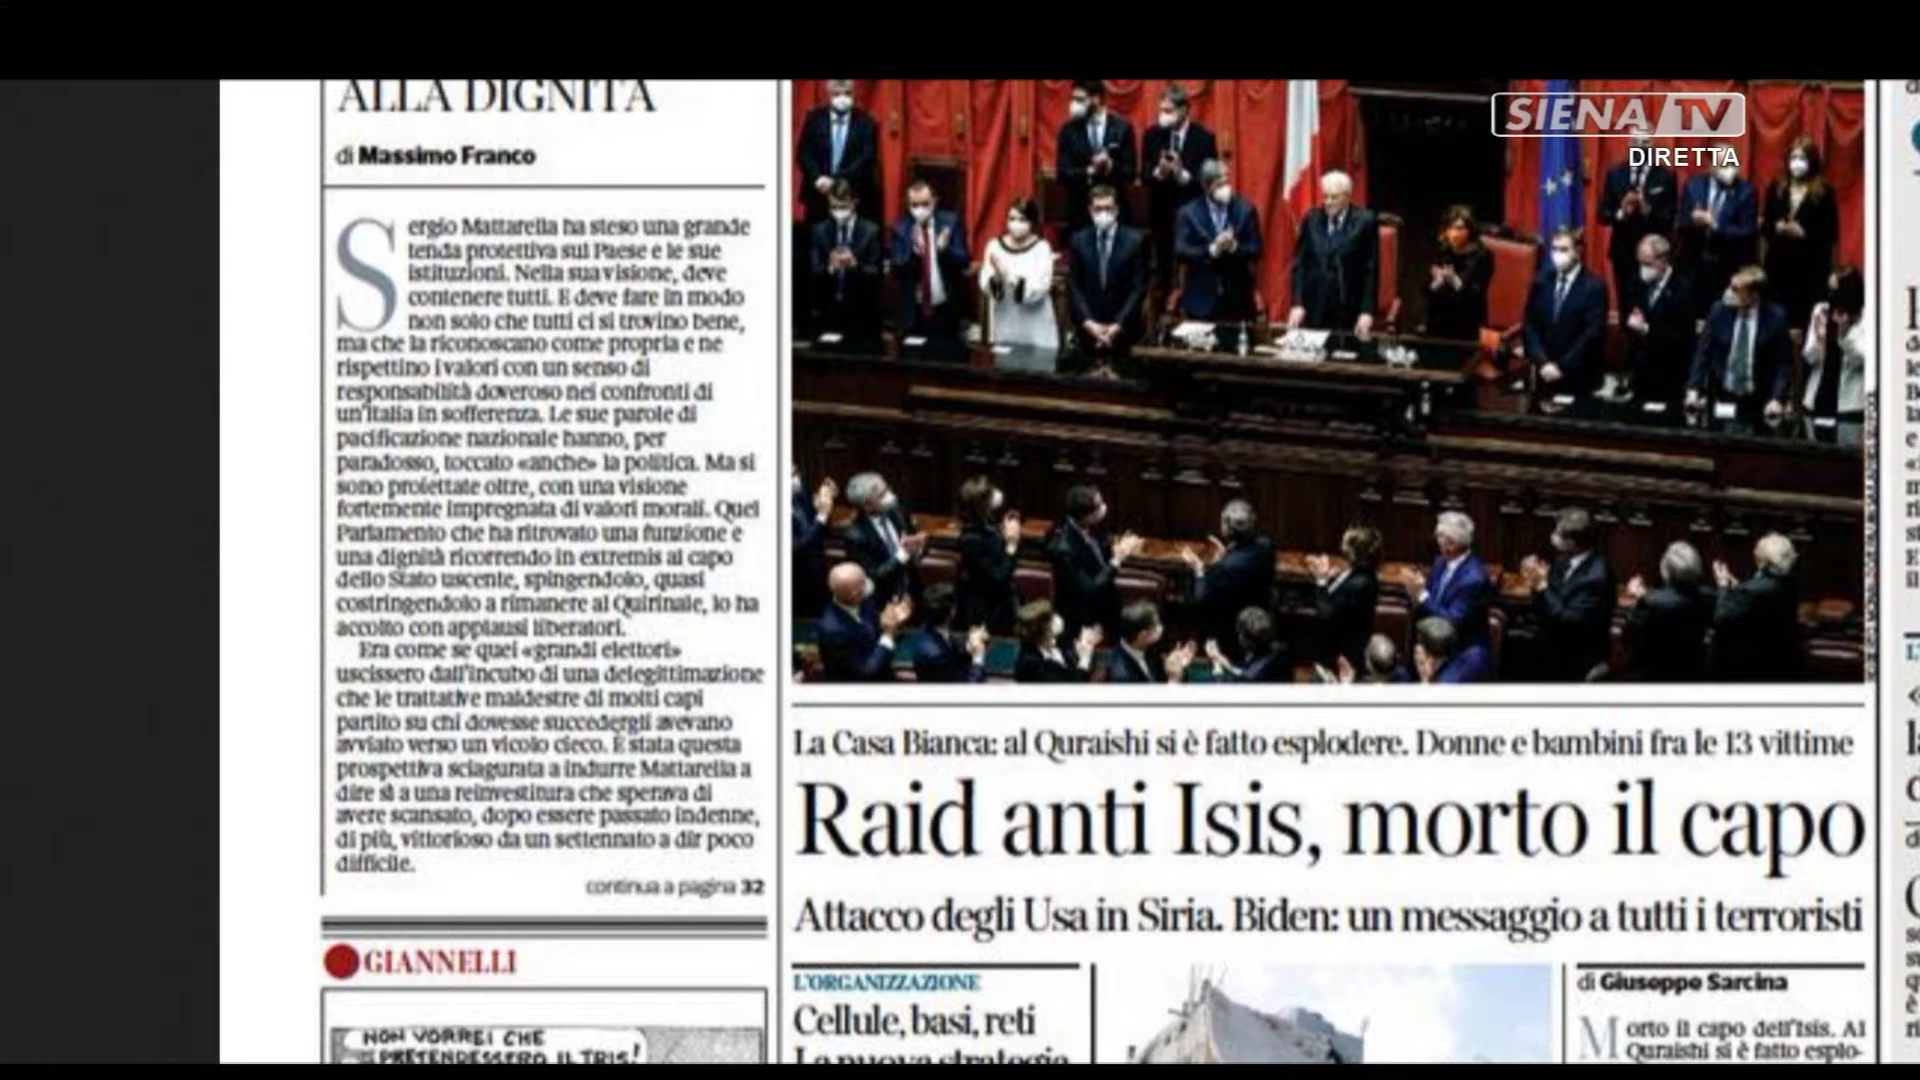 SIENA TV
DIRETTA
ALLA DIGNITÀ
di Massimo Franco
Sergio Mattarella ha steso una grande
tenda protettiva sul Paese e le sue
istituzioni. Nella sua visione, deve
contenere tutti. E deve fare in modo
non solo che tutti ci si trovino bene,
ma che la riconoscano come propria e ne
rispettino i valori con un senso di
responsabilità doveroso nei confronti di
un'Italia in sofferenza. Le sue parole di
pacificazione nazionale hanno, per
paradosso, toccato «anche» la politica. Ma si
sono proiettate oltre, con una visione
fortemente impregnata di valori morali. Quel
Parlamento che ha ritrovato una funzione e
una dignità ricorrendo in extremis al capo
dello Stato uscente, spingendolo, quasi
costringendolo a rimanere al Quirinale, lo ha
accolto con applausi liberatori.
Era come se quei «grandi elettori»
uscissero dall'incubo di una delegittimazione
che le trattative maldestre di molti capi
partito su chi dovesse succedergli avevano
avviato verso un vicolo cieco. È stata questa
prospettiva sciagurata a indurre Mattarella a
dire sì a una reinvestitura che sperava di
avere scansato, dopo essere passato indenne,
di più, vittorioso da un settennato a dir poco
difficile.
continua a pagina 32
GIANNELLI
NON VORREI CHE
PRETENDESSERO IL TRIS!
La Casa Bianca: al Quraishi si è fatto esplodere. Donne e bambini fra le 13 vittime
Raid anti Isis, morto il capo
Attacco degli Usa in Siria. Biden: un messaggio a tutti i terroristi
L'ORGANIZZAZIONE
Cellule, basi, reti
La nuova strategia
di Giuseppe Sarcina
Morto il capo dell'Isis. Al
Quraishi si è fatto esplo-